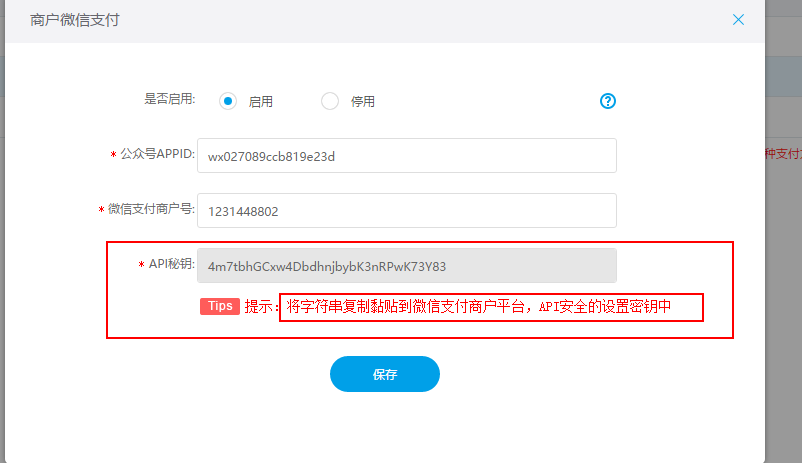 商户微信支付
是否启用: 启用 停用
* 公众号APPID: wx027089ccb819e23d
种支付
* 微信支付商户号: 1231448802
* API秘钥: 4m7tbhGCxw4DbdhnjbybK3nRPwK73Y83
Tips 提示: 将字符串复制黏贴到微信支付商户平台，API安全的设置密钥中
保存